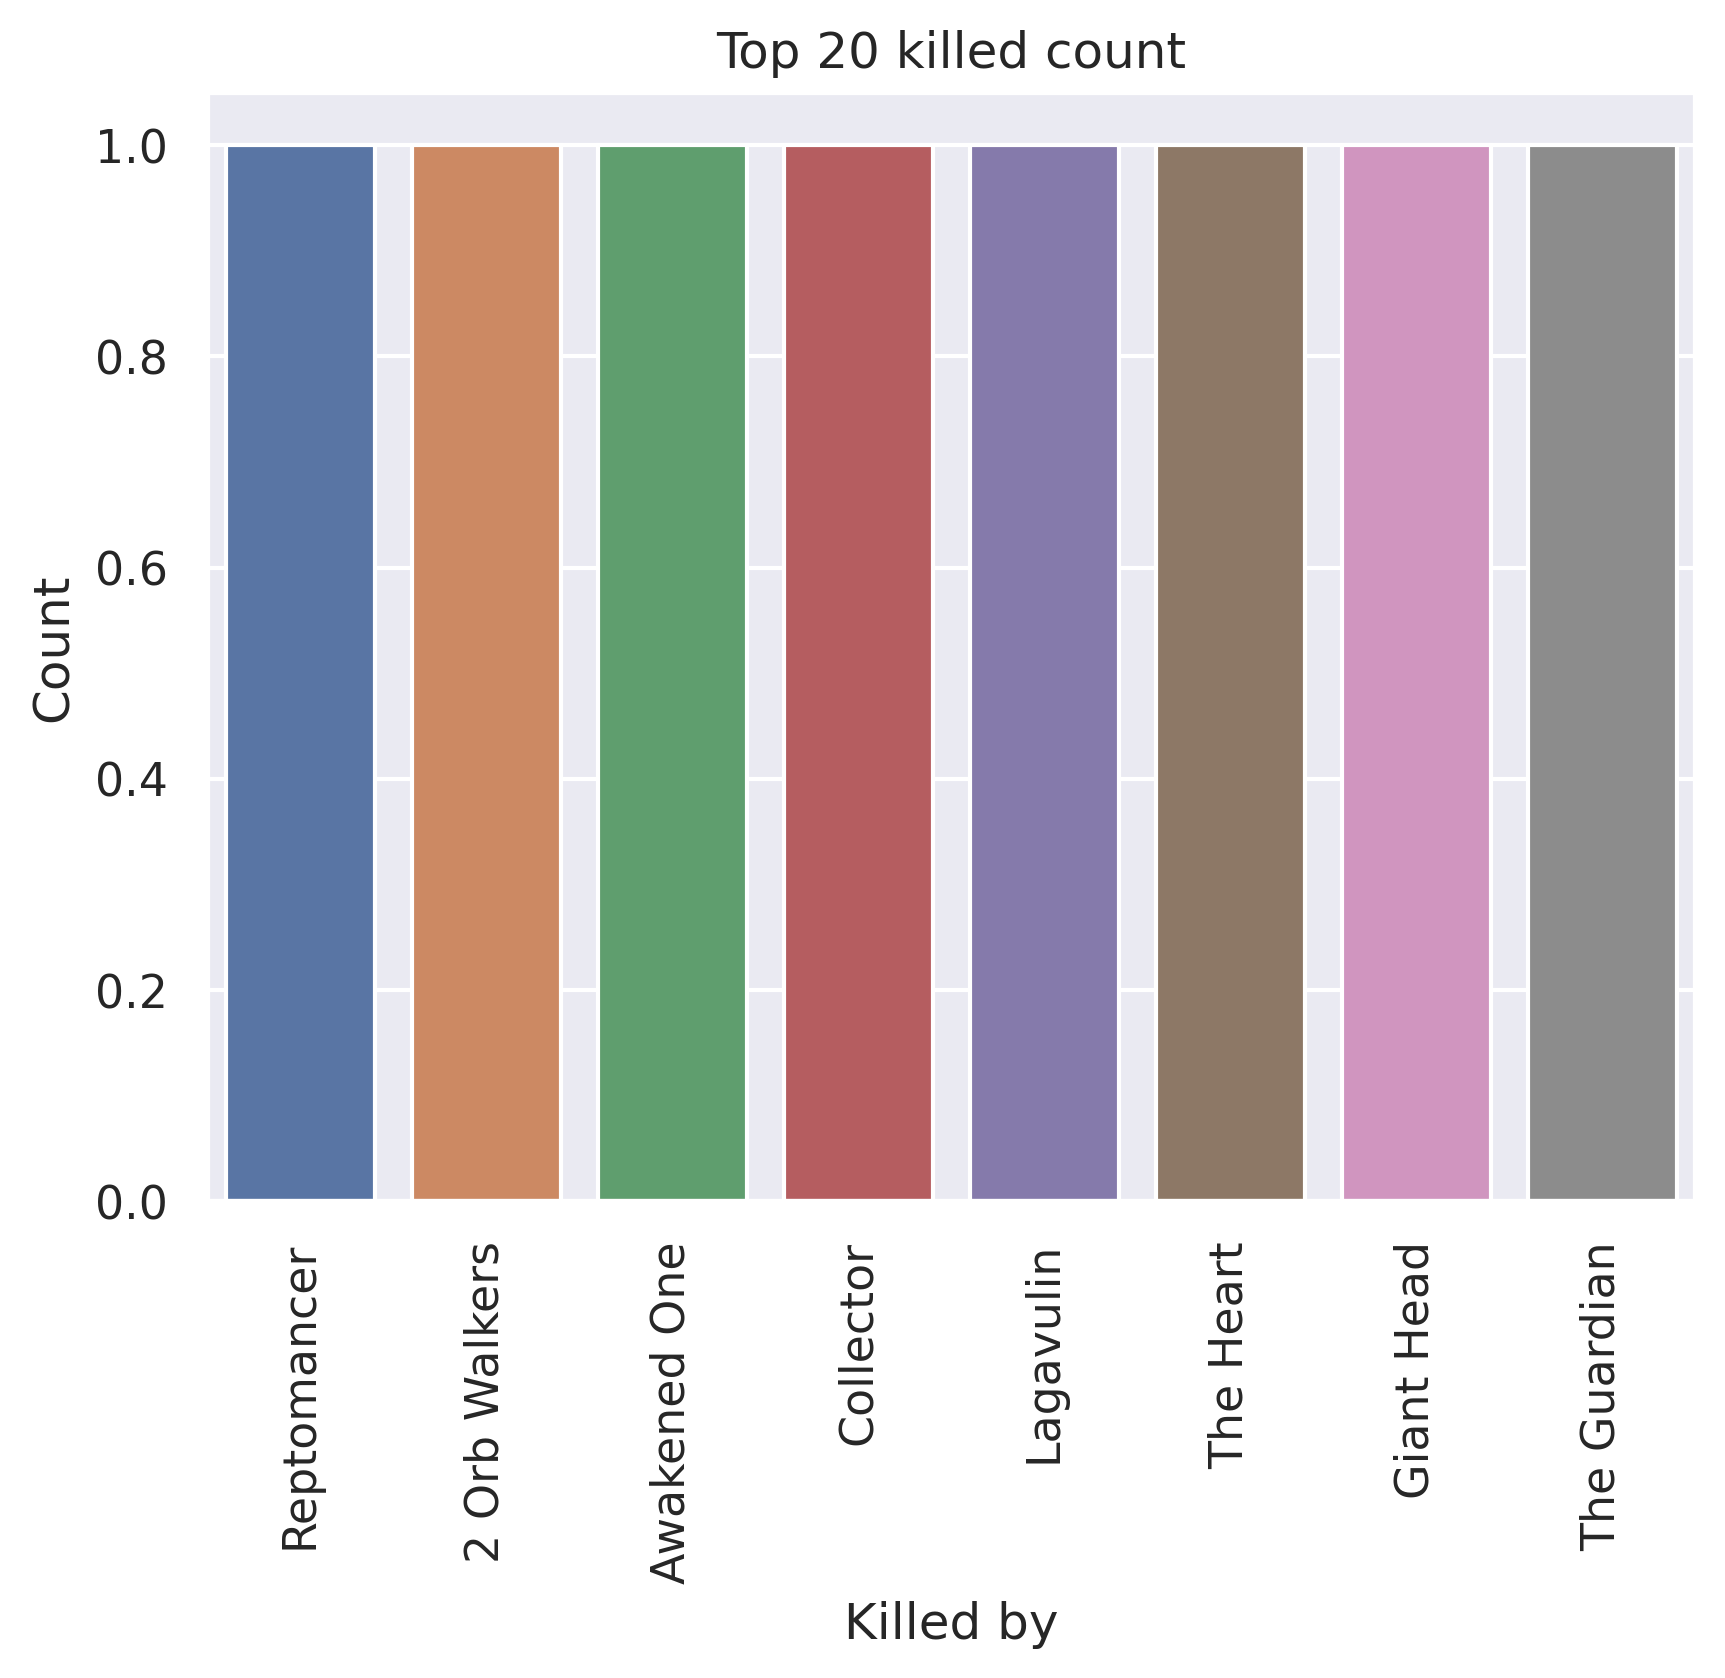 Top 20 killed count
1.0
0.8
0.6
0.4
0.2
0.0
Count
Reptomancer
2 Orb Walkers
Awakened One
Collector
Lagavulin
The Heart
Giant Head
The Guardian
Killed by